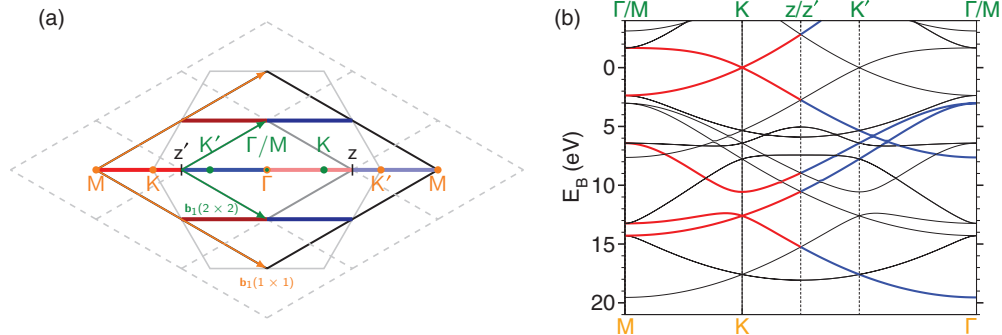 (a)
z′ K′ Γ/M K z
M K Γ K′ M
b₁(2 × 2)
b₁(1 × 1)
(b)
Γ/M K z/z′ K′ Γ/M
E_B (eV)
0
5
10
15
20
M K Γ